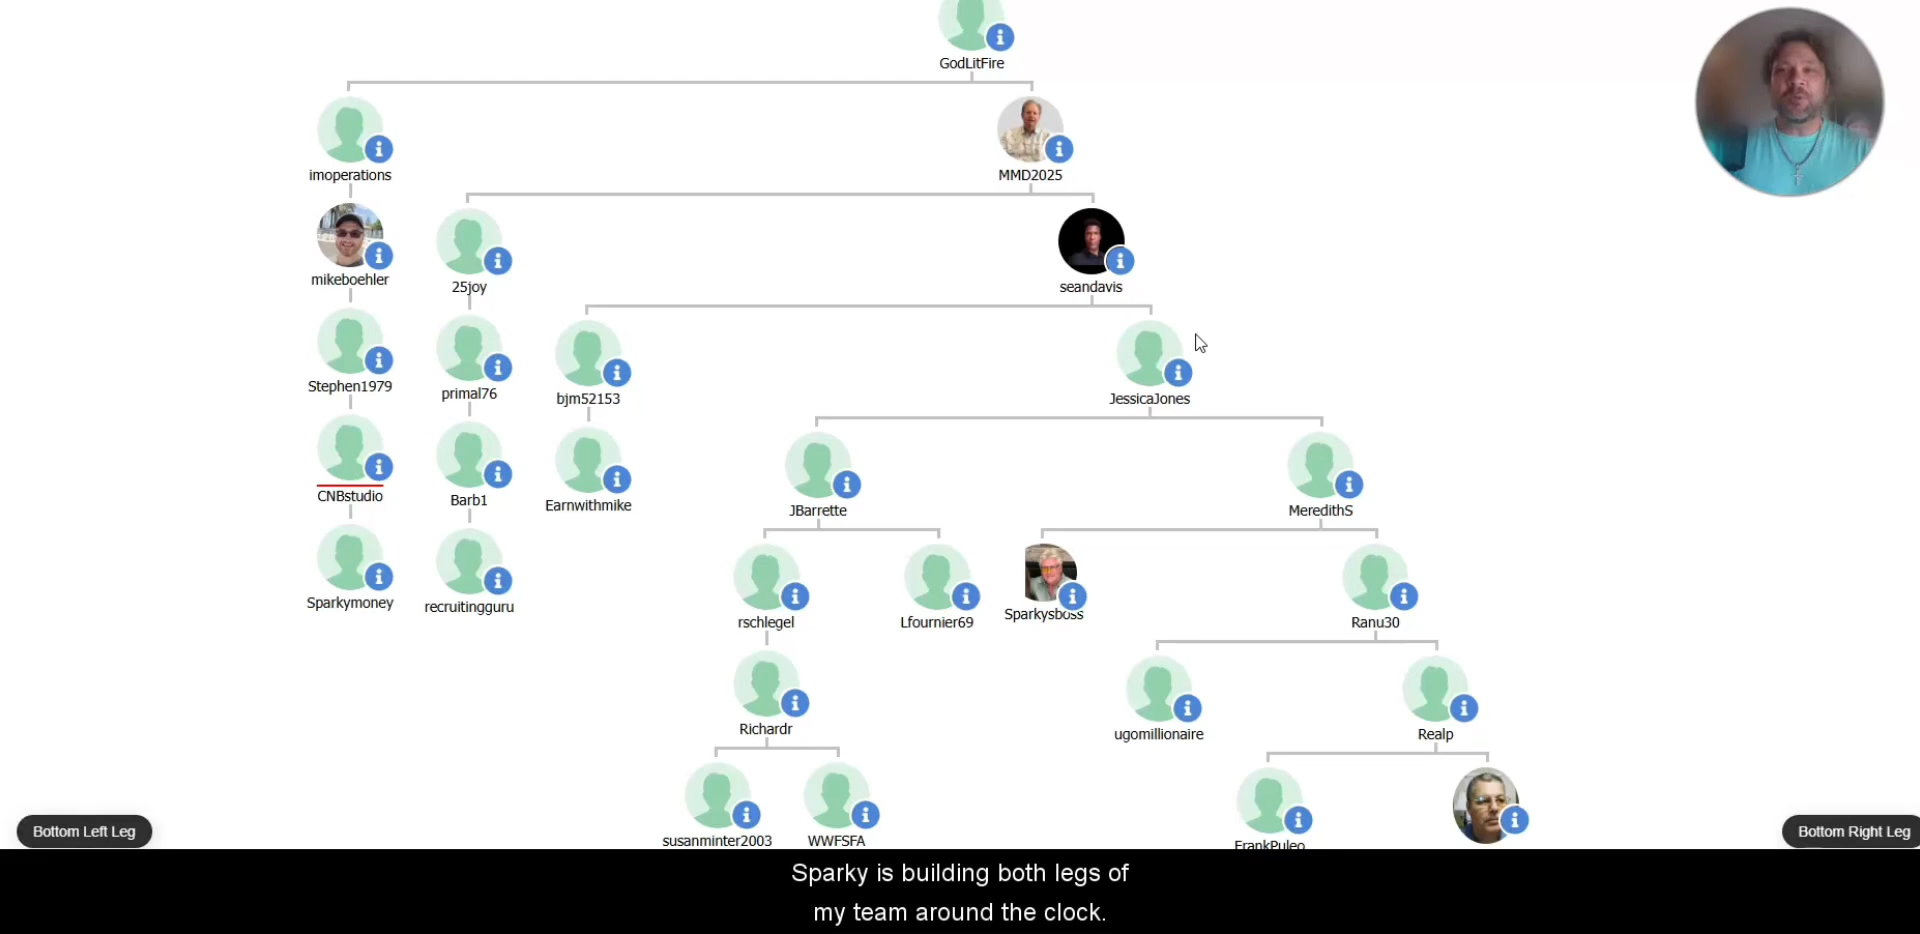 GodLitFire
imoperations
MMD2025
mikeboehler
25joy
seandavis
Stephen1979
primal76
bjm52153
JessicaJones
CNBstudio
Barb1
Earnwithmike
JBarrette
MeredithS
Sparkymoney
recruitingguru
rschlegel
Lfournier69
Sparkysboss
Ranu30
Richardr
ugomillionaire
Realp
susanminter2003
WWFSFA
FrankPuleo
Bottom Left Leg
Bottom Right Leg
Sparky is building both legs of
my team around the clock.